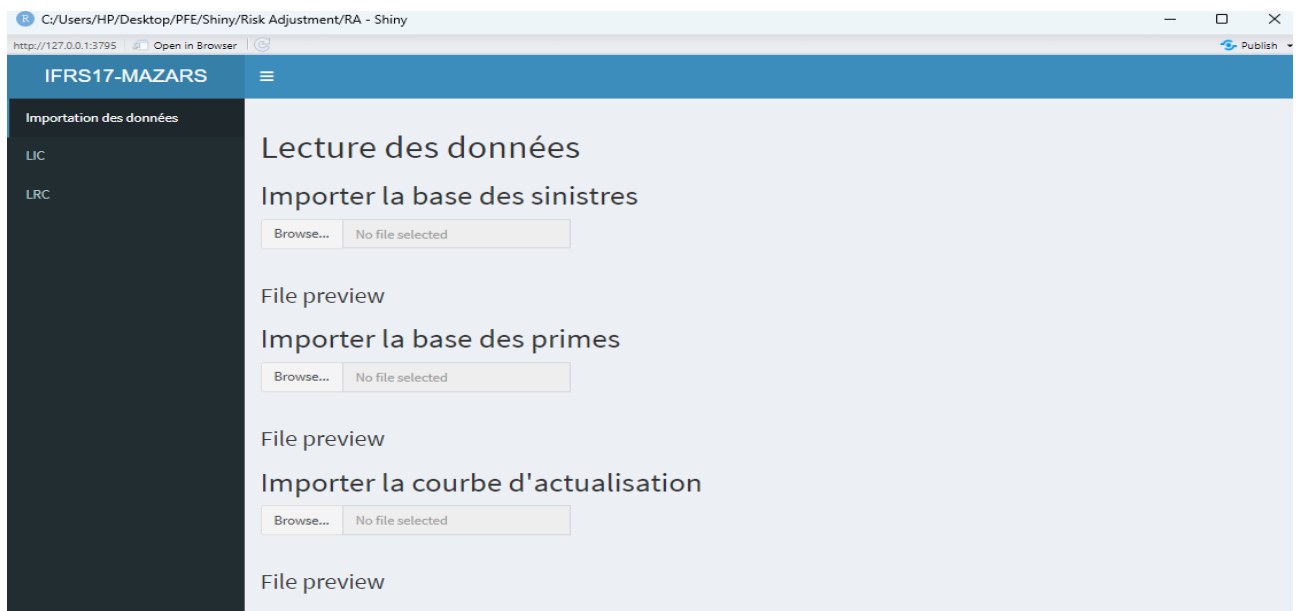 C:/Users/HP/Desktop/PFE/Shiny/Risk Adjustment/RA - Shiny
http://127.0.0.1:3795 Open in Browser Publish
IFRS17-MAZARS
Importation des données
LIC
LRC
Lecture des données
Importer la base des sinistres
Browse... No file selected
File preview
Importer la base des primes
Browse... No file selected
File preview
Importer la courbe d'actualisation
Browse... No file selected
File preview